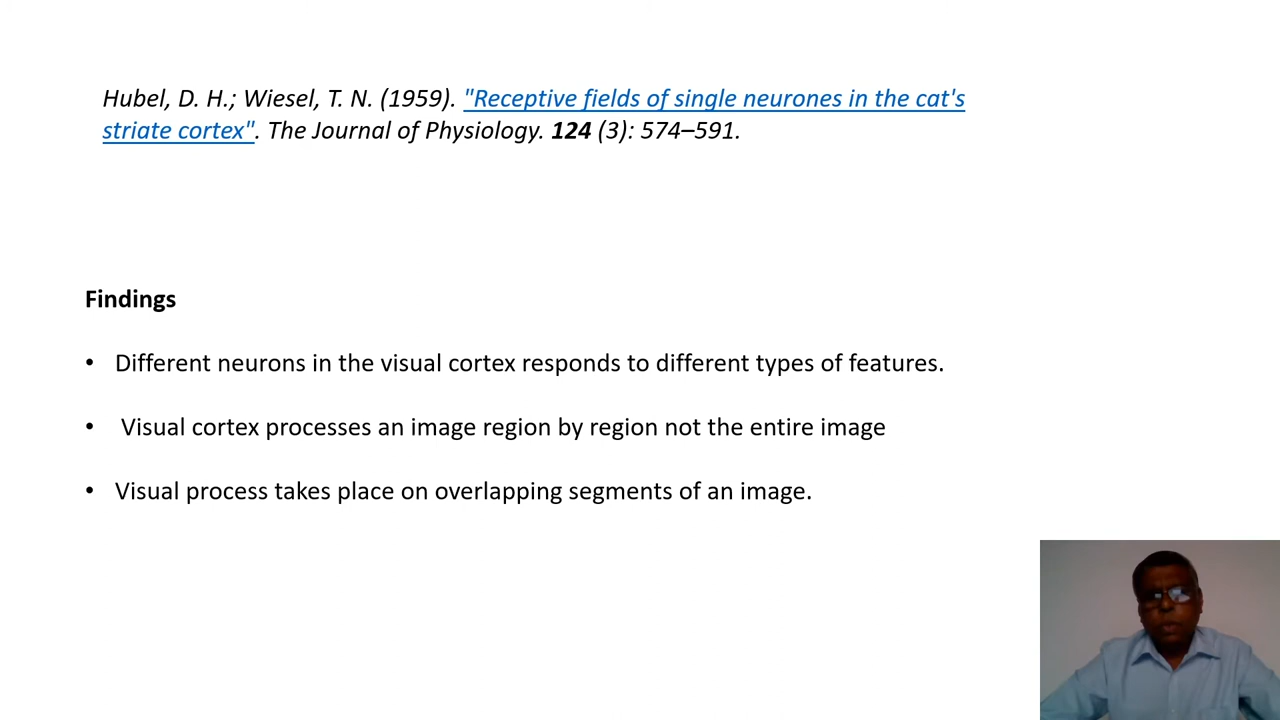 Hubel, D. H.; Wiesel, T. N. (1959). "Receptive fields of single neurones in the cat's
striate cortex". The Journal of Physiology. 124 (3): 574–591.
Findings
• Different neurons in the visual cortex responds to different types of features.
• Visual cortex processes an image region by region not the entire image
• Visual process takes place on overlapping segments of an image.